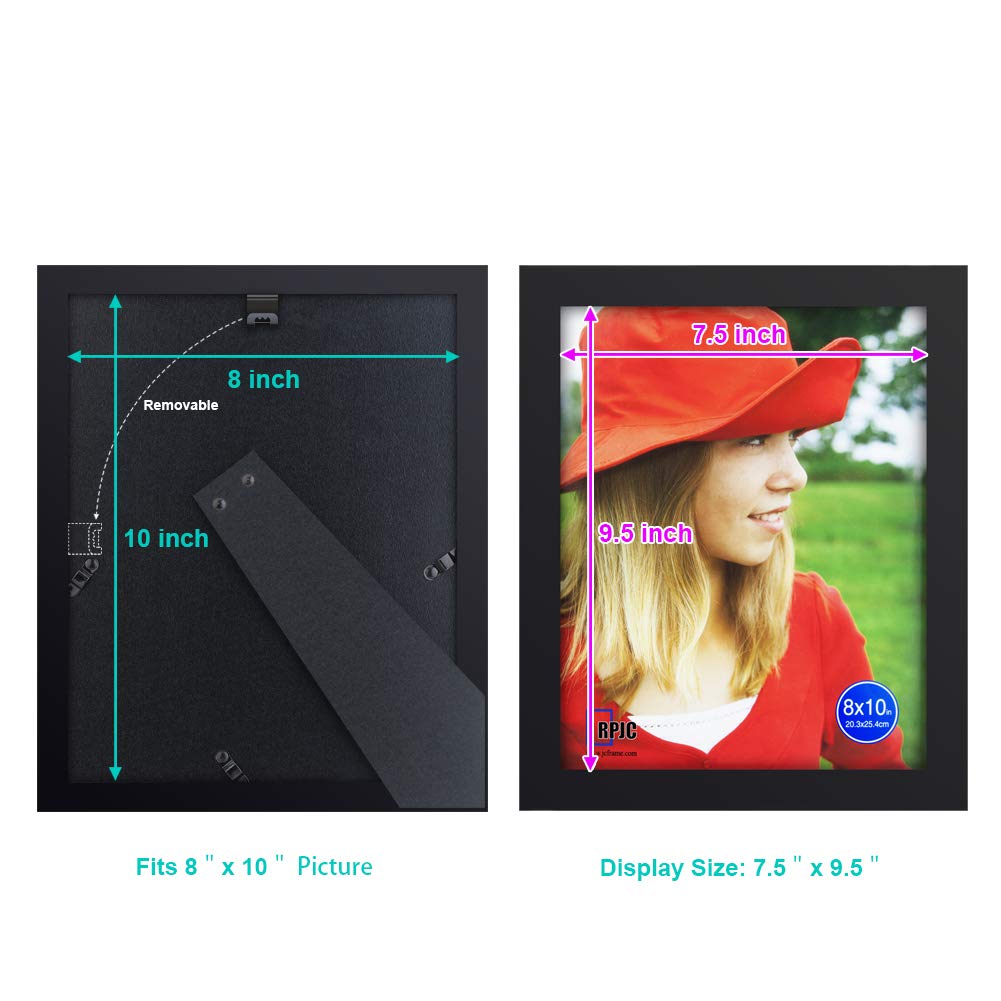 8 inch
Removable
10 inch
7.5 inch
9.5 inch
8x10in
20.3x25.4cm
RPJC
w.jcframe.com
Fits 8 " x 10 " Picture
Display Size: 7.5 " x 9.5 "